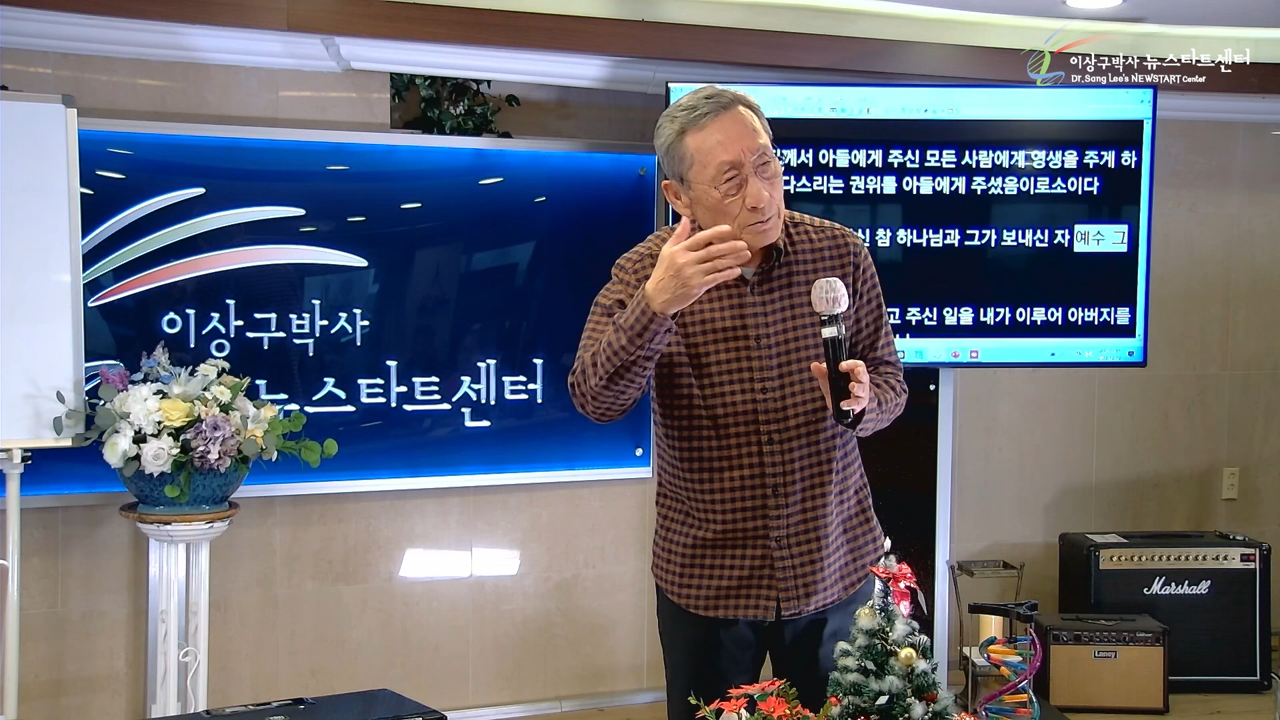 이상구박사 뉴스타트센터
Dr. Sang Lee's NEWSTART Center
께서 아들에게 주신 모든 사람에게 영생을 주게 하
다스리는 권위를 아들에게 주셨음이로소이다
신 참 하나님과 그가 보내신 자 예수 그
고 주신 일을 내가 이루어 아버지를
이상구박사
뉴스타트센터
Marshall
Laney